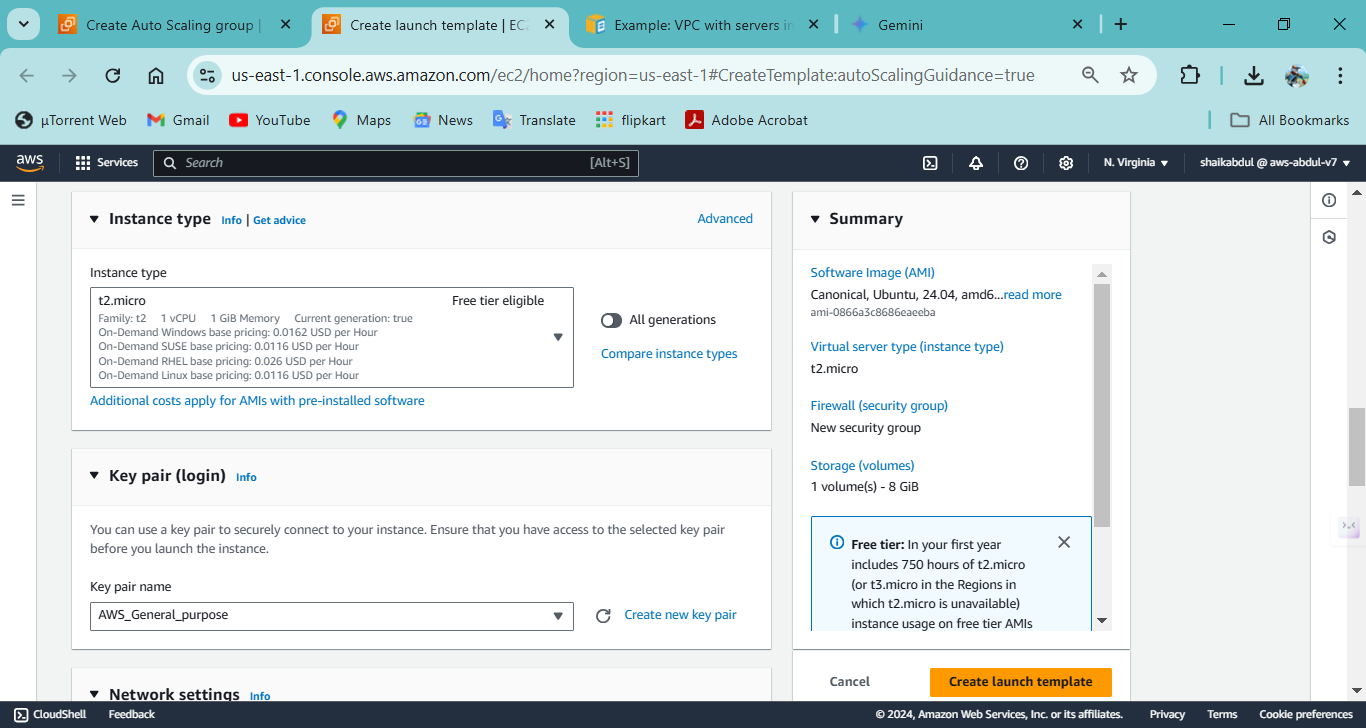 Create Auto Scaling group |
Create launch template | EC2
Example: VPC with servers in
Gemini
us-east-1.console.aws.amazon.com/ec2/home?region=us-east-1#CreateTemplate:autoScalingGuidance=true
µTorrent Web
Gmail
YouTube
Maps
News
Translate
flipkart
Adobe Acrobat
All Bookmarks
aws
Services
Search
[Alt+S]
N. Virginia
shaikabdul @ aws-abdul-v7
Instance type
Info | Get advice
Advanced
Instance type
t2.micro
Free tier eligible
Family: t2 1 vCPU 1 GiB Memory Current generation: true
On-Demand Windows base pricing: 0.0162 USD per Hour
On-Demand SUSE base pricing: 0.0116 USD per Hour
On-Demand RHEL base pricing: 0.026 USD per Hour
On-Demand Linux base pricing: 0.0116 USD per Hour
All generations
Compare instance types
Additional costs apply for AMIs with pre-installed software
Key pair (login)
Info
You can use a key pair to securely connect to your instance. Ensure that you have access to the selected key pair
before you launch the instance.
Key pair name
AWS_General_purpose
Create new key pair
Network settings
Info
Summary
Software Image (AMI)
Canonical, Ubuntu, 24.04, amd6...read more
ami-0866a3c8686eaeeba
Virtual server type (instance type)
t2.micro
Firewall (security group)
New security group
Storage (volumes)
1 volume(s) - 8 GiB
Free tier: In your first year
includes 750 hours of t2.micro
(or t3.micro in the Regions in
which t2.micro is unavailable)
instance usage on free tier AMIs
Cancel
Create launch template
CloudShell
Feedback
© 2024, Amazon Web Services, Inc. or its affiliates.
Privacy
Terms
Cookie preferences